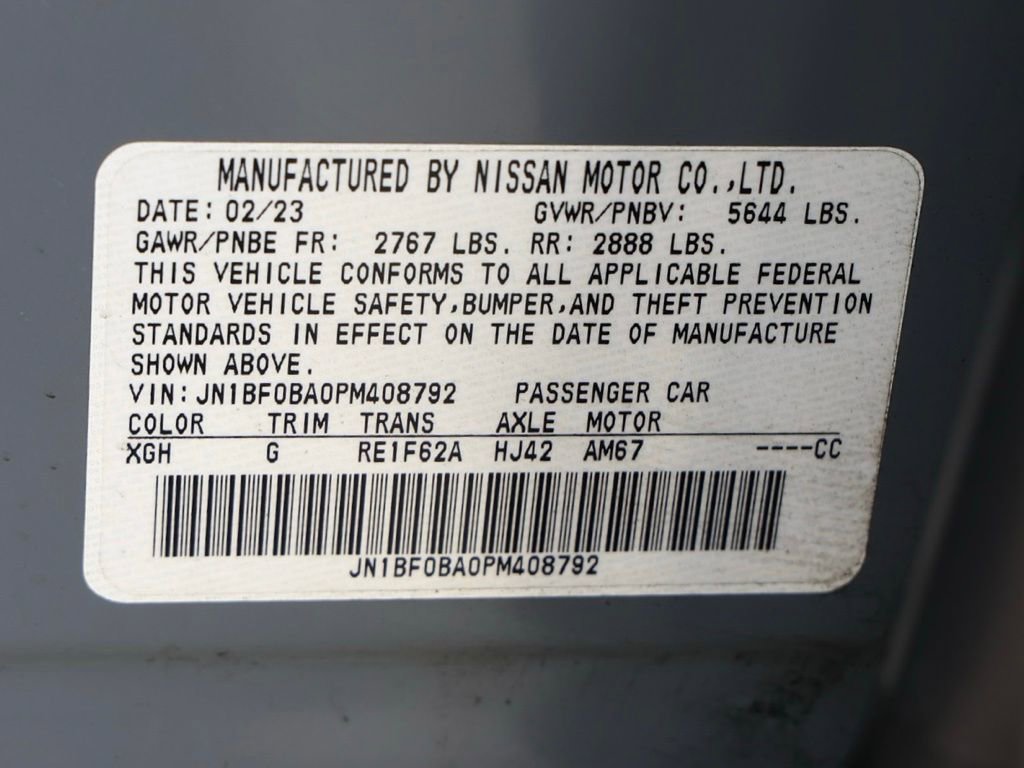 MANUFACTURED BY NISSAN MOTOR CO.,LTD.
DATE: 02/23 GVWR/PNBV: 5644 LBS.
GAWR/PNBE FR: 2767 LBS. RR: 2888 LBS.
THIS VEHICLE CONFORMS TO ALL APPLICABLE FEDERAL
MOTOR VEHICLE SAFETY,BUMPER,AND THEFT PREVENTION
STANDARDS IN EFFECT ON THE DATE OF MANUFACTURE
SHOWN ABOVE.
VIN:JN1BF0BA0PM408792 PASSENGER CAR
COLOR TRIM TRANS AXLE MOTOR
XGH G RE1F62A HJ42 AM67 ----CC
JN1BF0BA0PM408792